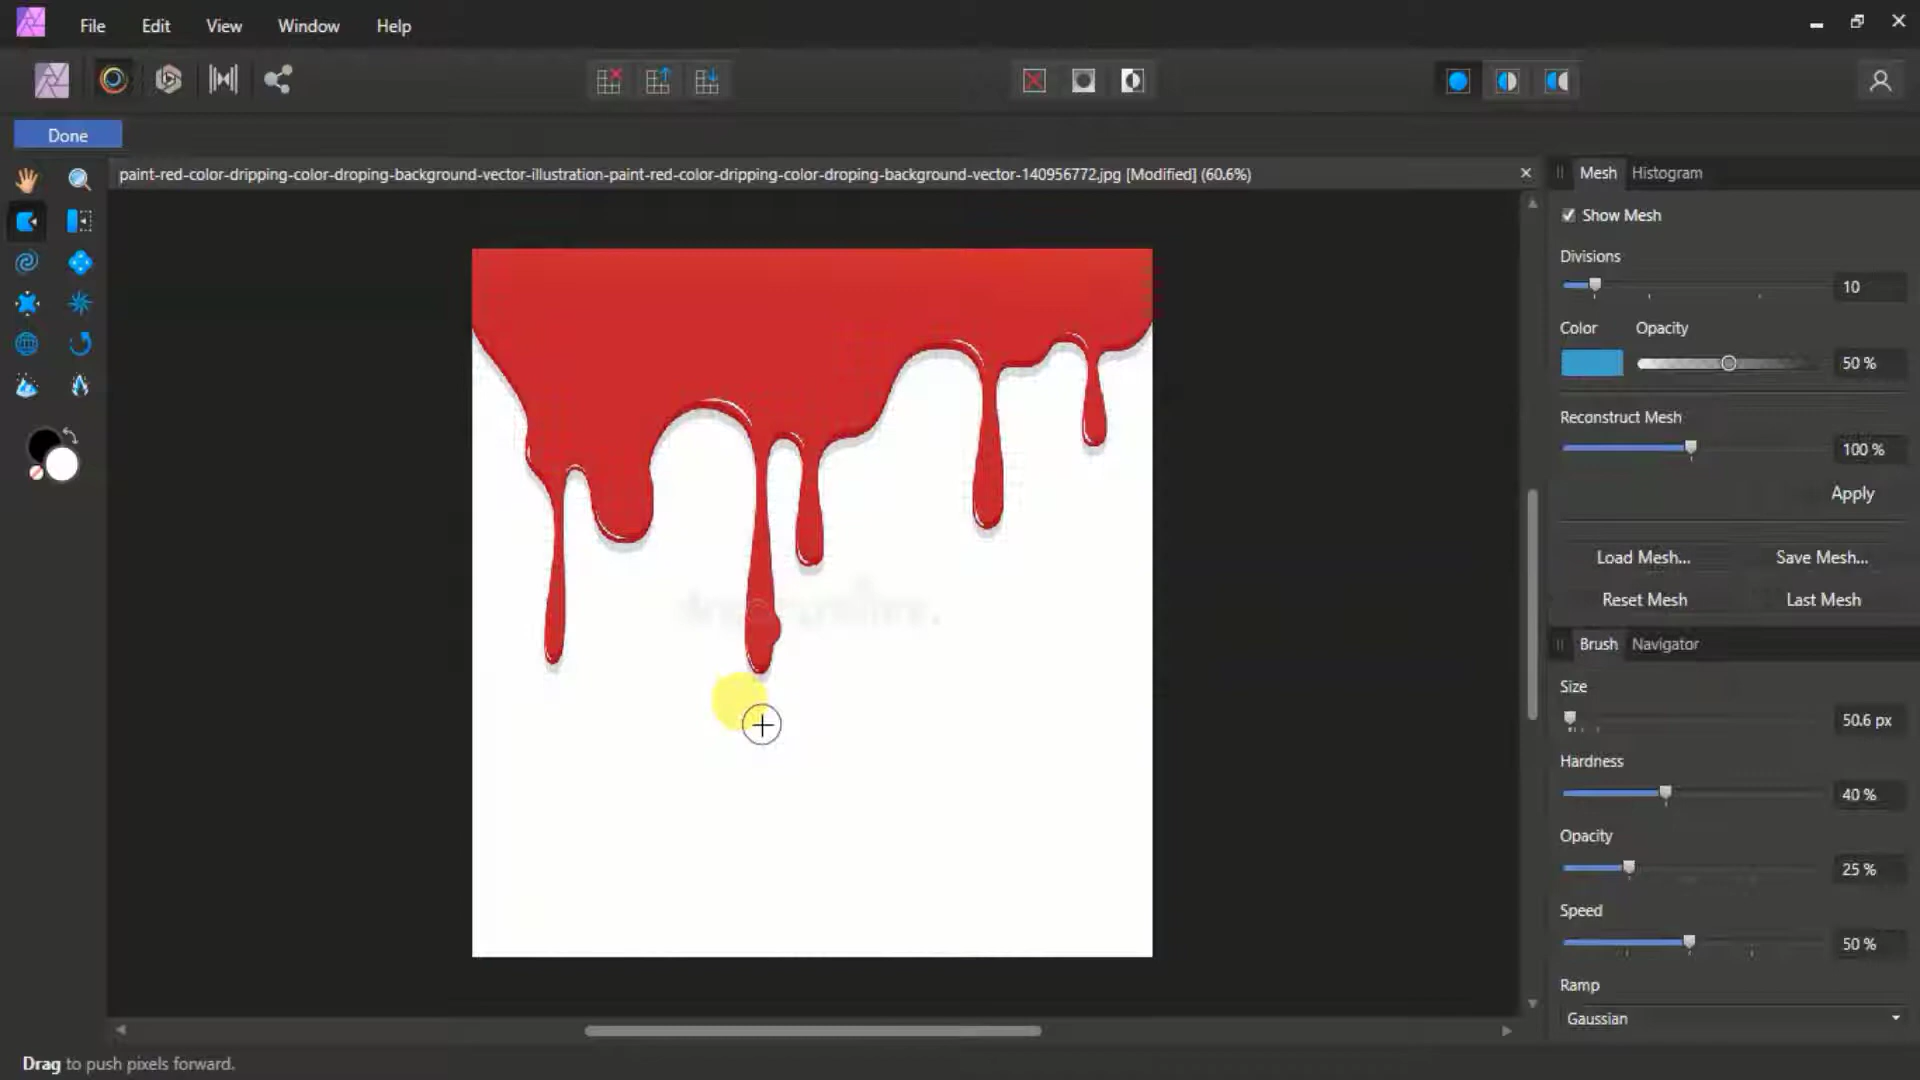 File Edit View Window Help
Done
paint-red-color-dripping-color-droping-background-vector-illustration-paint-red-color-dripping-color-droping-background-vector-140956772.jpg [Modified] (60.6%)
Mesh Histogram
Show Mesh
Divisions
10
Color Opacity
50 %
Reconstruct Mesh
100 %
Apply
Load Mesh... Save Mesh...
Reset Mesh Last Mesh
Brush Navigator
Size
50.6 px
Hardness
40 %
Opacity
25 %
Speed
50 %
Ramp
Gaussian
Drag to push pixels forward.